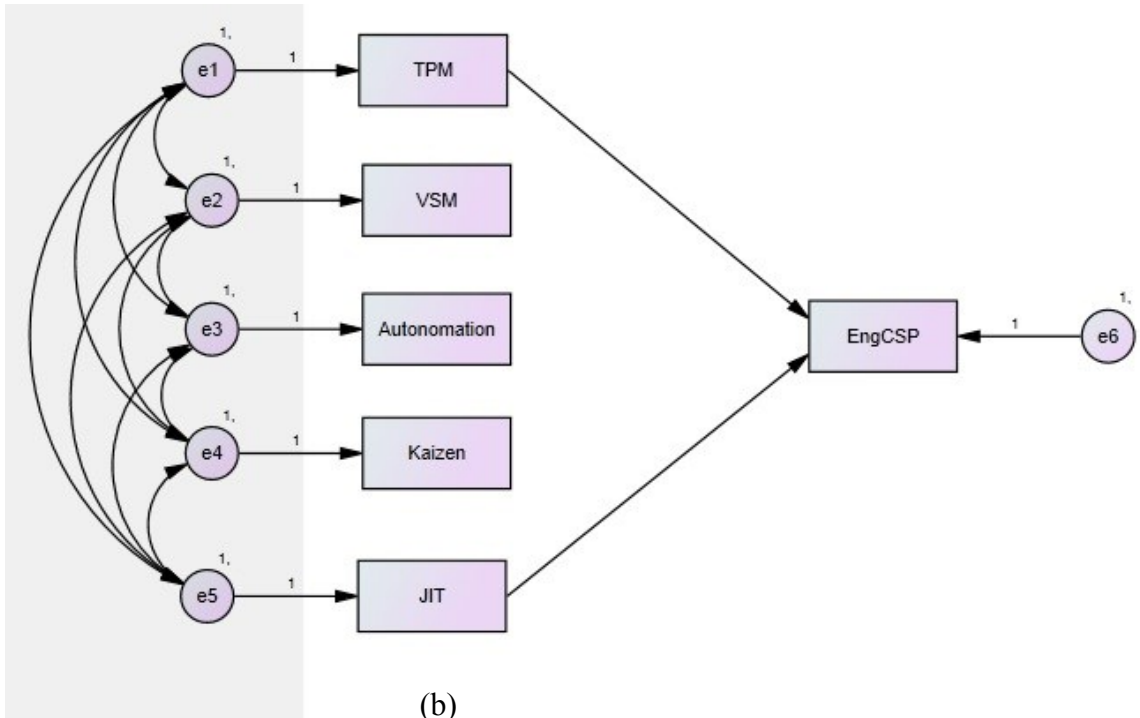 1,
e1
1
TPM
1,
e2
1
VSM
1,
e3
1
Autonomation
1,
e4
1
Kaizen
1,
e5
1
JIT
EngCSP
1
1,
e6
(b)